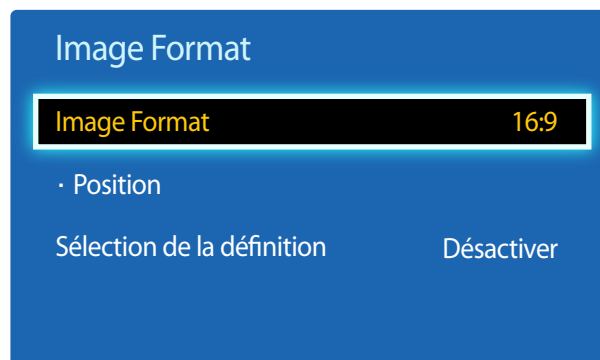 Image Format
Image Format 16:9
· Position
Sélection de la définition Désactiver